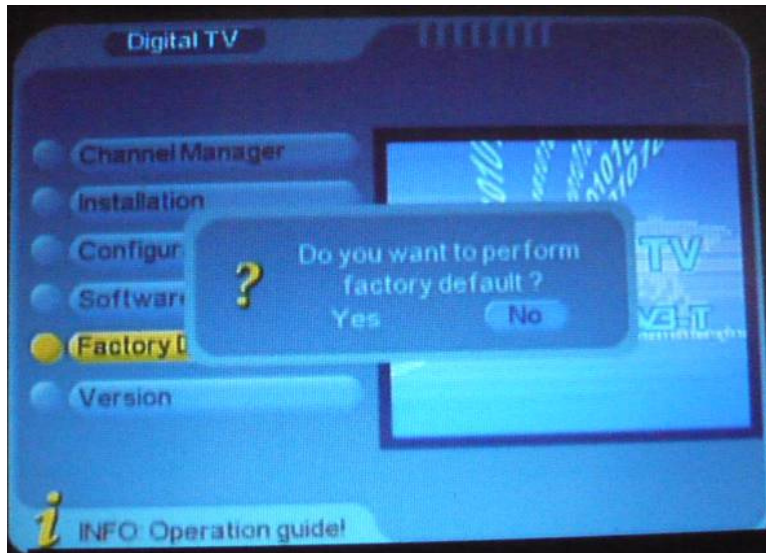 Digital TV
Channel Manager
Installation
Configur
Software
Factory D
Version
Do you want to perform
factory default ?
Yes No
TV
INFO: Operation guide!